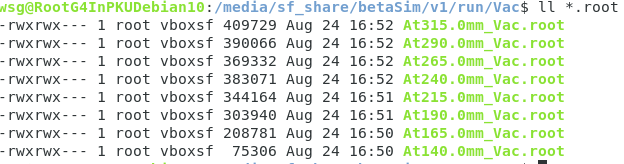 wsg@RootG4InPKUDebian10:/media/sf_share/betaSim/v1/run/Vac$ ll *.root
-rwxrwx--- 1 root vboxsf 409729 Aug 24 16:52 At315.0mm_Vac.root
-rwxrwx--- 1 root vboxsf 390066 Aug 24 16:52 At290.0mm_Vac.root
-rwxrwx--- 1 root vboxsf 369332 Aug 24 16:52 At265.0mm_Vac.root
-rwxrwx--- 1 root vboxsf 383071 Aug 24 16:52 At240.0mm_Vac.root
-rwxrwx--- 1 root vboxsf 344164 Aug 24 16:51 At215.0mm_Vac.root
-rwxrwx--- 1 root vboxsf 303940 Aug 24 16:51 At190.0mm_Vac.root
-rwxrwx--- 1 root vboxsf 208781 Aug 24 16:50 At165.0mm_Vac.root
-rwxrwx--- 1 root vboxsf  75306 Aug 24 16:50 At140.0mm_Vac.root